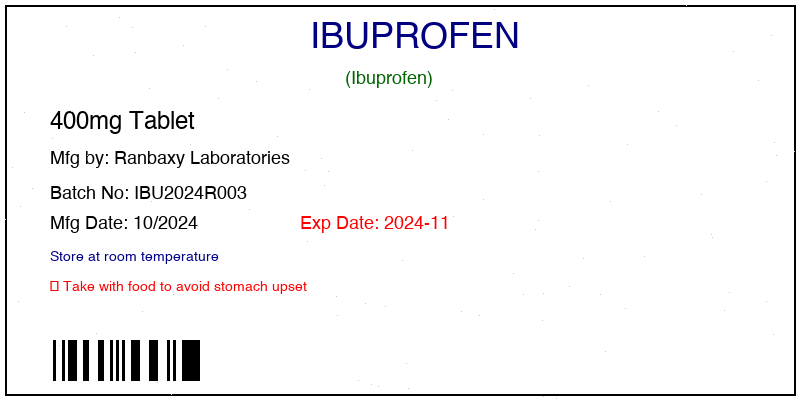 IBUPROFEN
(Ibuprofen)
400mg Tablet
Mfg by: Ranbaxy Laboratories
Batch No: IBU2024R003
Mfg Date: 10/2024 Exp Date: 2024-11
Store at room temperature
Take with food to avoid stomach upset